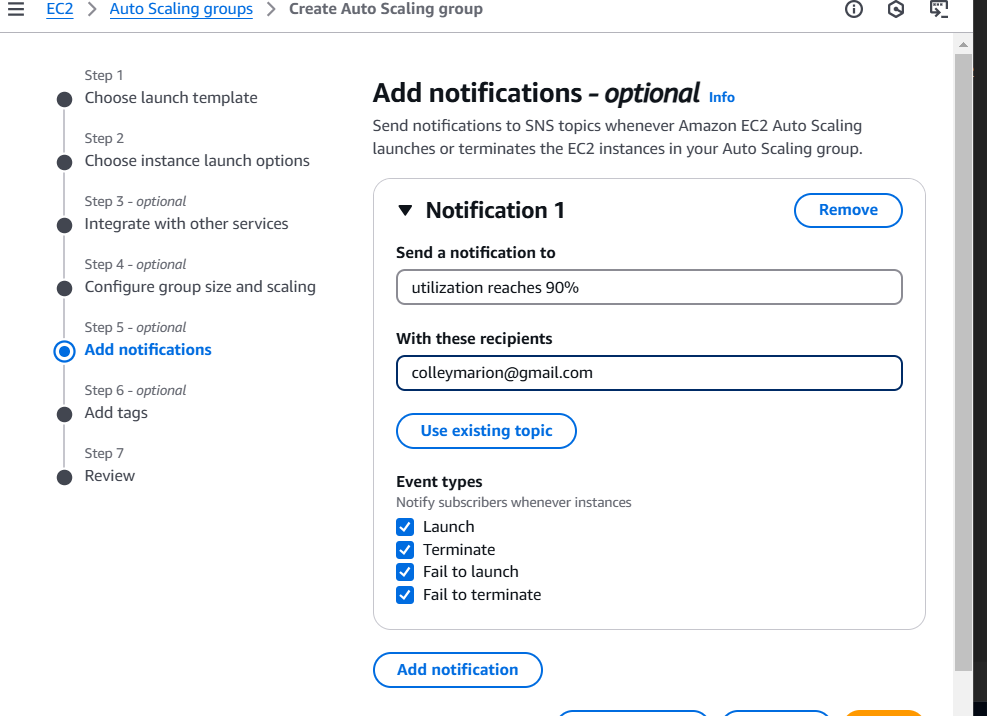 EC2 > Auto Scaling groups > Create Auto Scaling group
Step 1
Choose launch template
Step 2
Choose instance launch options
Step 3 - optional
Integrate with other services
Step 4 - optional
Configure group size and scaling
Step 5 - optional
Add notifications
Step 6 - optional
Add tags
Step 7
Review
Add notifications - optional Info
Send notifications to SNS topics whenever Amazon EC2 Auto Scaling
launches or terminates the EC2 instances in your Auto Scaling group.
Notification 1
Remove
Send a notification to
utilization reaches 90%
With these recipients
colleymarion@gmail.com
Use existing topic
Event types
Notify subscribers whenever instances
Launch
Terminate
Fail to launch
Fail to terminate
Add notification